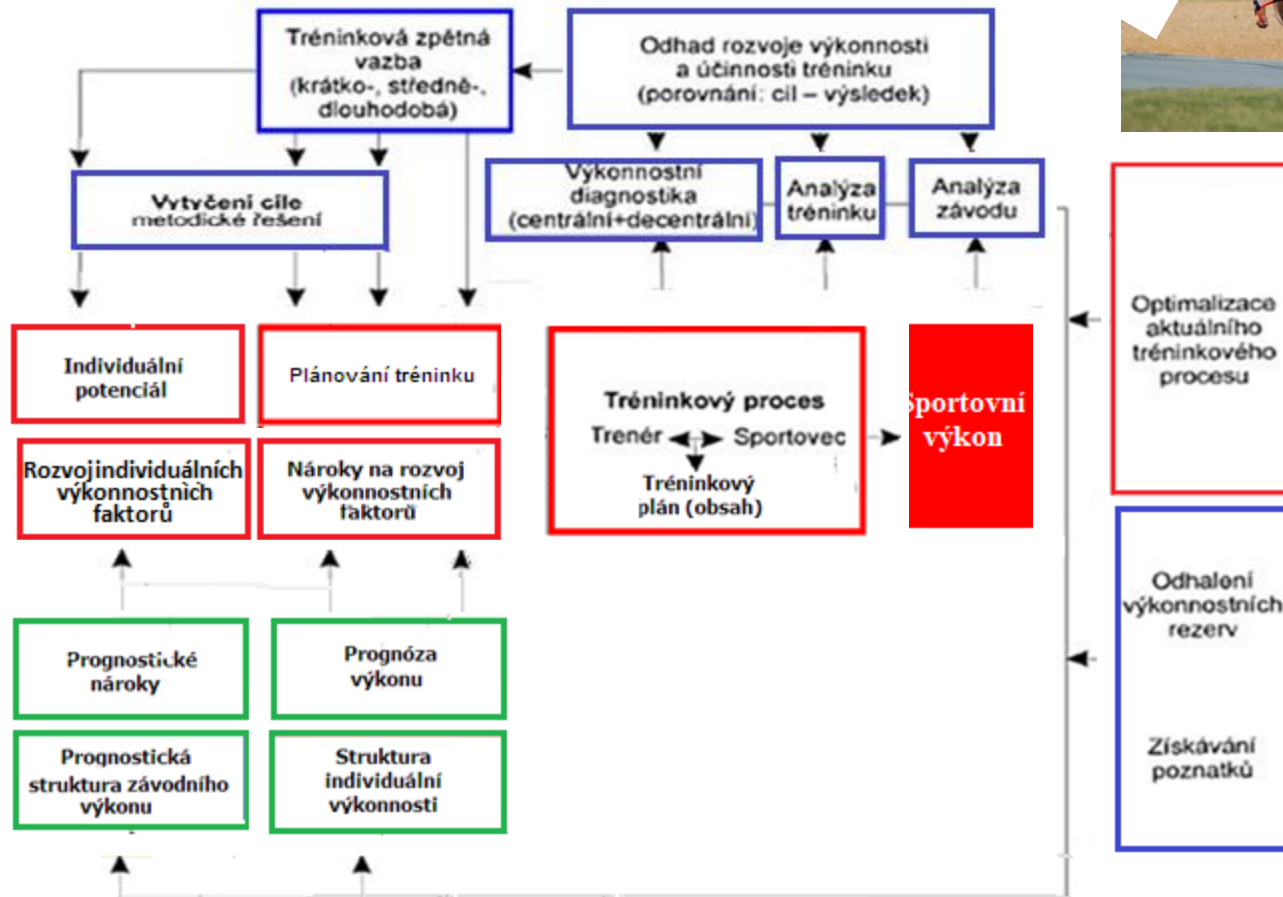 Tréninková zpětná
vazba
(krátko-, středně-,
dlouhodobá)
Odhad rozvoje výkonnosti
a účinnosti tréninku
(porovnání: cíl – výsledek)
Vytyčení cíle
metodické řešení
Výkonnostní
diagnostika
(centrální+decentrální)
Analýza
tréninku
Analýza
závodu
Individuální
potenciál
Plánování tréninku
Rozvoj individuálních
výkonnostních
faktorů
Nároky na rozvoj
výkonnostních
faktorů
Tréninkový proces
Trenér Sportovec
Tréninkový
plán (obsah)
Sportovní
výkon
Optimalizace
aktuálního
tréninkového
procesu
Odhalení
výkonnostních
rezerv
Získávání
poznatků
Prognostické
nároky
Prognóza
výkonu
Prognostická
struktura závodního
výkonu
Struktura
individuální
výkonnosti